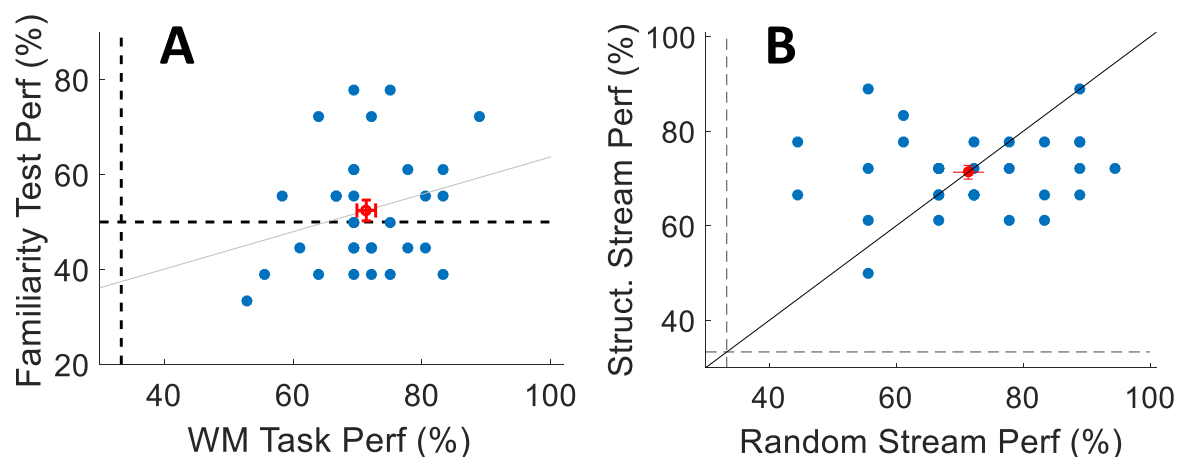 A
Familiarity Test Perf (%)
80
60
40
20
40
60
80
100
WM Task Perf (%)
B
Struct. Stream Perf (%)
100
80
60
40
40
60
80
100
Random Stream Perf (%)